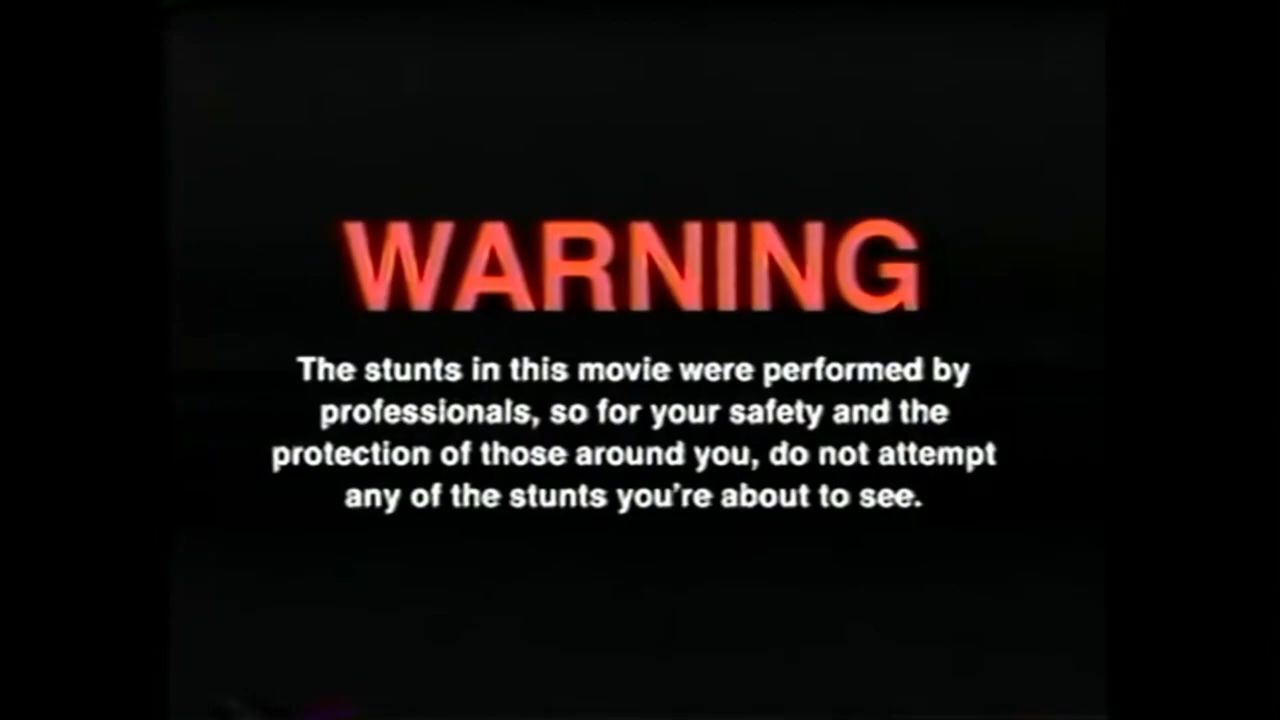 WARNING
The stunts in this movie were performed by
professionals, so for your safety and the
protection of those around you, do not attempt
any of the stunts you're about to see.